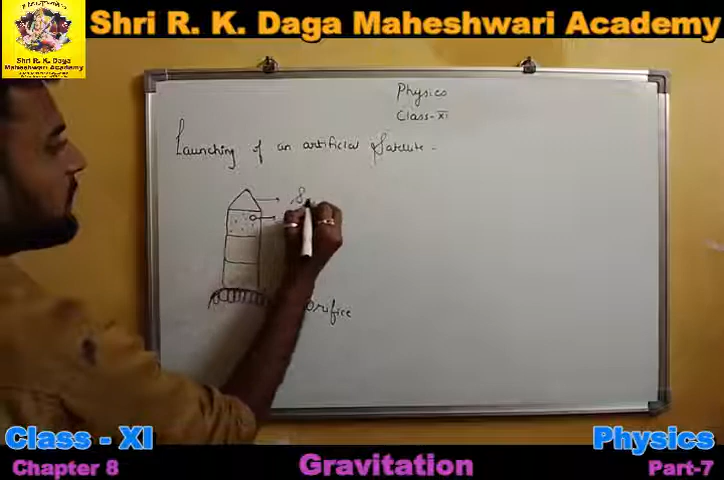 Shri R. K. Daga Maheshwari Academy
Shri R. K. Daga
Maheshwari Academy
Physics
Class-XI
Launching of an artificial Satellite -
S
Orifice
Class - XI
Physics
Chapter 8
Gravitation
Part-7